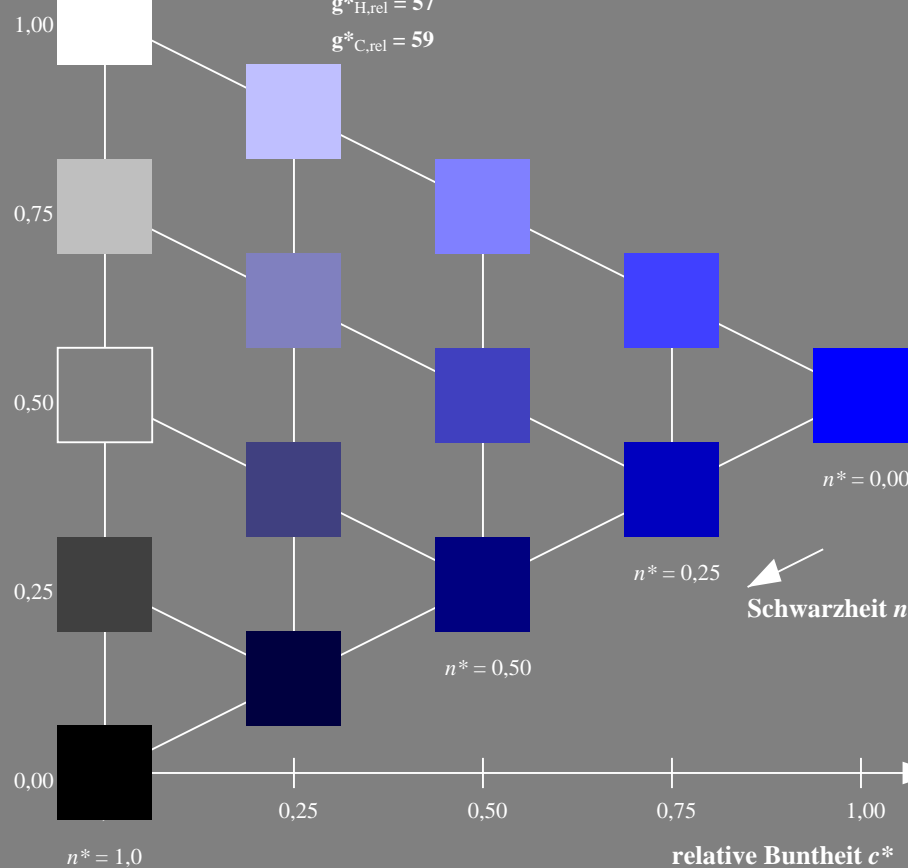 g*H,rel = 57
1,00
g*C,rel = 59
0,75
0,50
n* = 0,00
n* = 0,25
0,25
Schwarzheit n
n* = 0,50
0,00
0,25 0,50 0,75 1,00
n* = 1,0
relative Buntheit c*